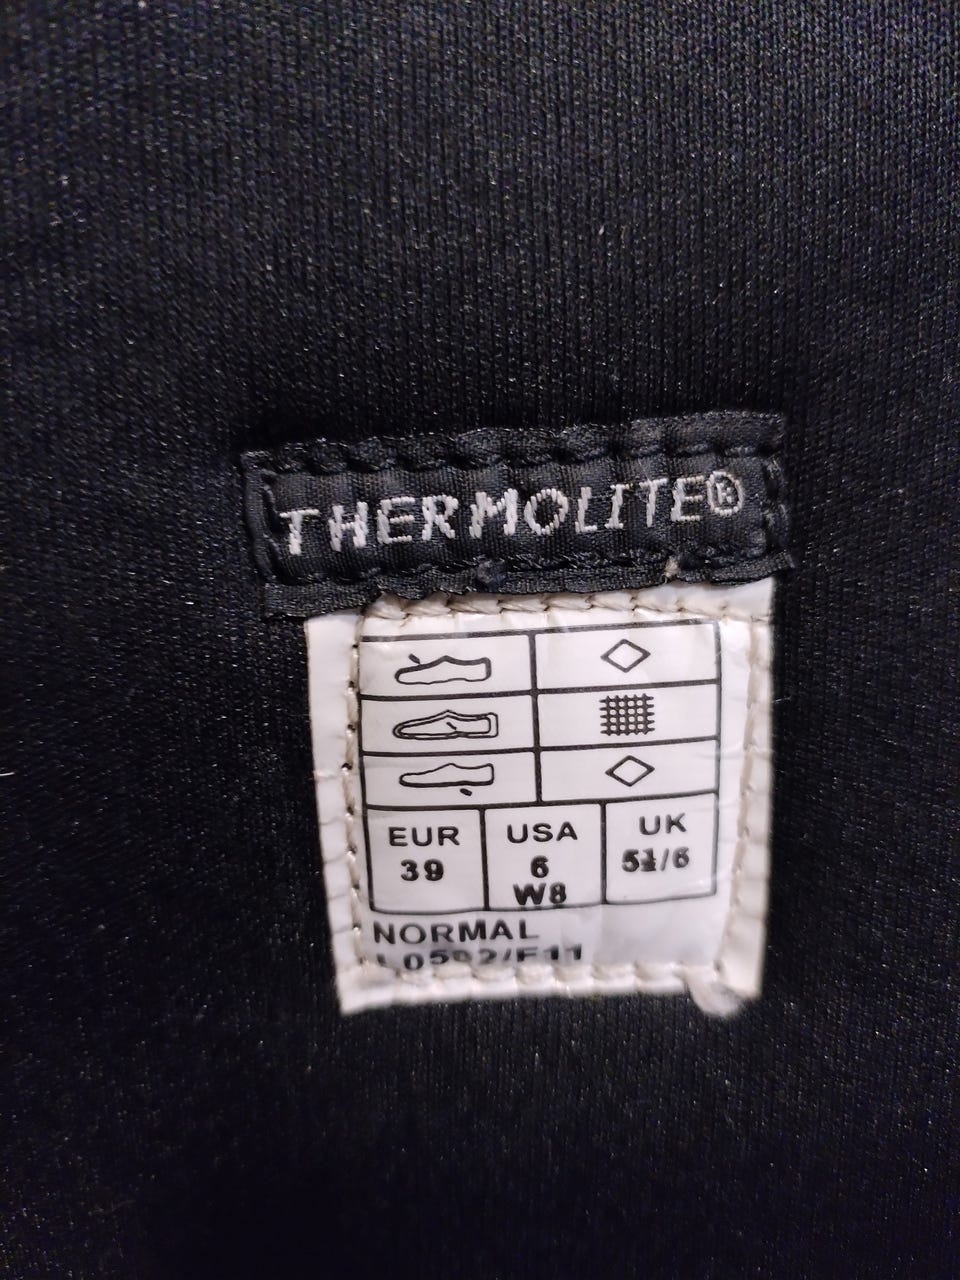 THERMOLITE®
EUR USA UK
39 6 5½/6
W8
NORMAL